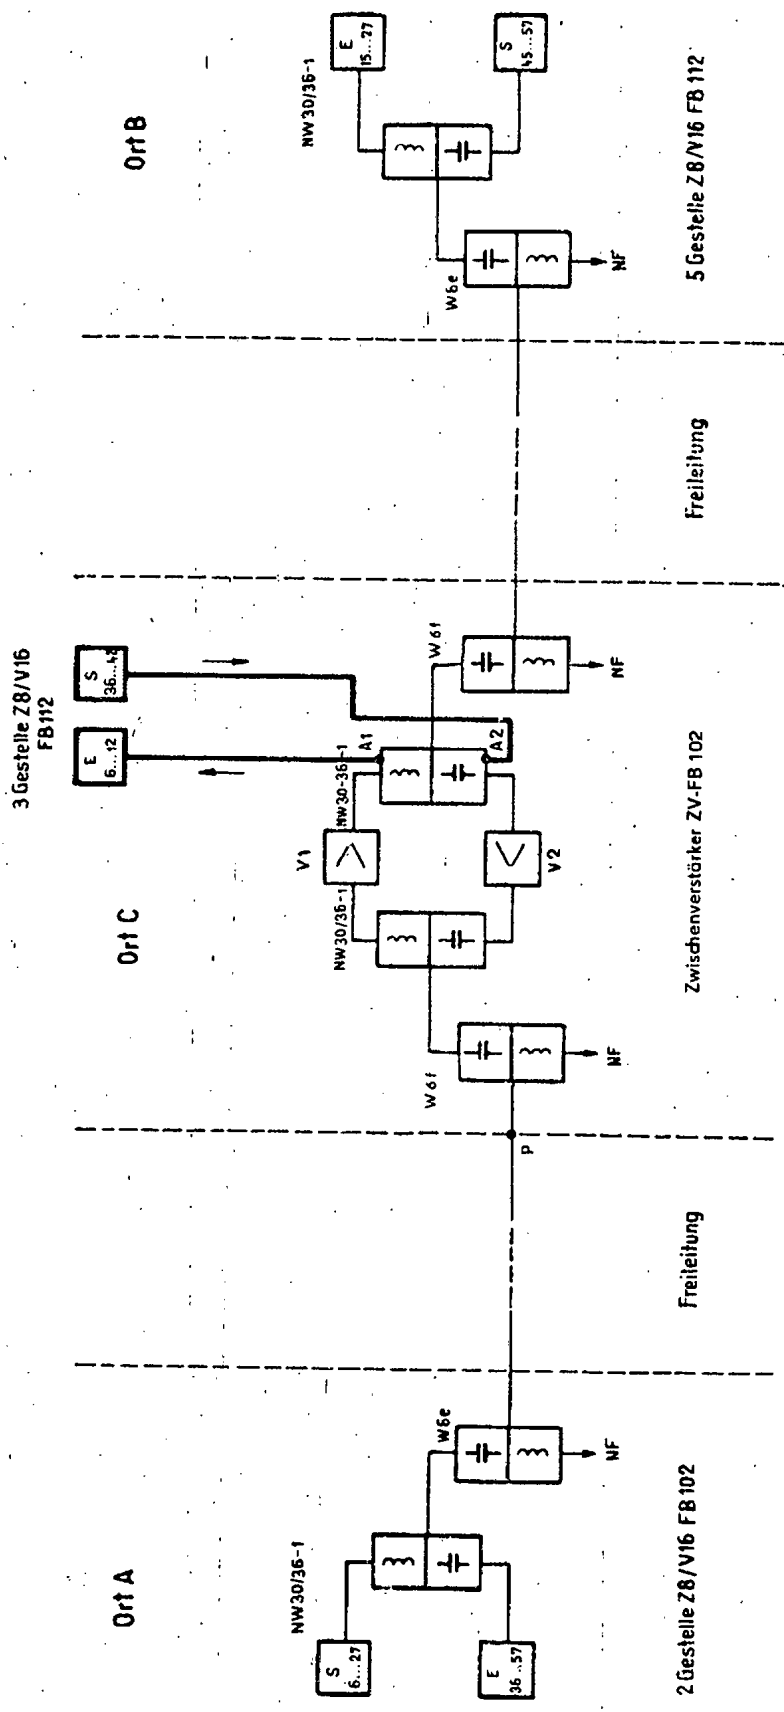 Ort A
NW30/36-1
S
6...27
E
36...57
W6e
NF
2 Gestelle Z8/V16 FB102
Freileitung
P
Ort C
W6f
NF
NW30/36-1
V1
V2
NW30-36-1
A1
A2
3 Gestelle Z8/V16
FB112
E
6...12
S
36...42
W6f
NF
Zwischenverstärker ZV-FB 102
Freileitung
Ort B
W6e
NF
NW30/36-1
E
15...27
S
45...57
5 Gestelle Z8/V16 FB 112